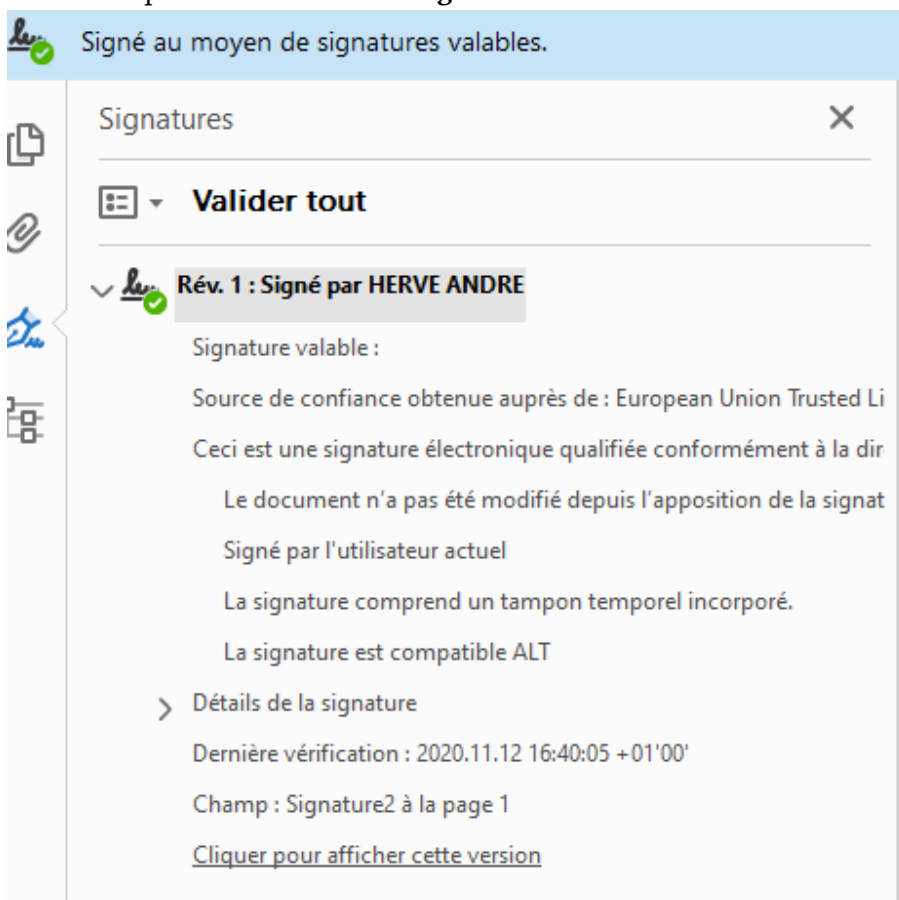 Signé au moyen de signatures valables.
Signatures
Valider tout
Rév. 1 : Signé par HERVE ANDRE
Signature valable :
Source de confiance obtenue auprès de : European Union Trusted Li
Ceci est une signature électronique qualifiée conformément à la dir
Le document n'a pas été modifié depuis l'apposition de la signat
Signé par l'utilisateur actuel
La signature comprend un tampon temporel incorporé.
La signature est compatible ALT
Détails de la signature
Dernière vérification : 2020.11.12 16:40:05 +01'00'
Champ : Signature2 à la page 1
Cliquer pour afficher cette version